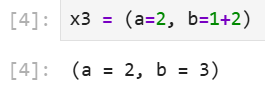 [4]: x3 = (a=2, b=1+2)
[4]: (a = 2, b = 3)